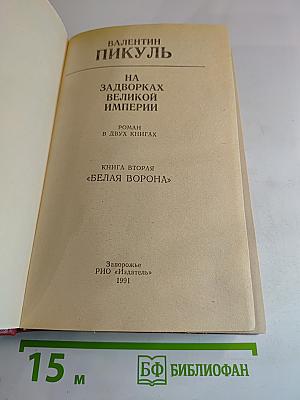 ВАЛЕНТИН
ПИКУЛЬ
НА
ЗАДВОРКАХ
ВЕЛИКОЙ
ИМПЕРИИ
РОМАН
В ДВУХ КНИГАХ
КНИГА ВТОРАЯ
«БЕЛАЯ ВОРОНА»
Запорожье
РИО «Издатель»
1991
15 м
БФ БИБЛИОФАН